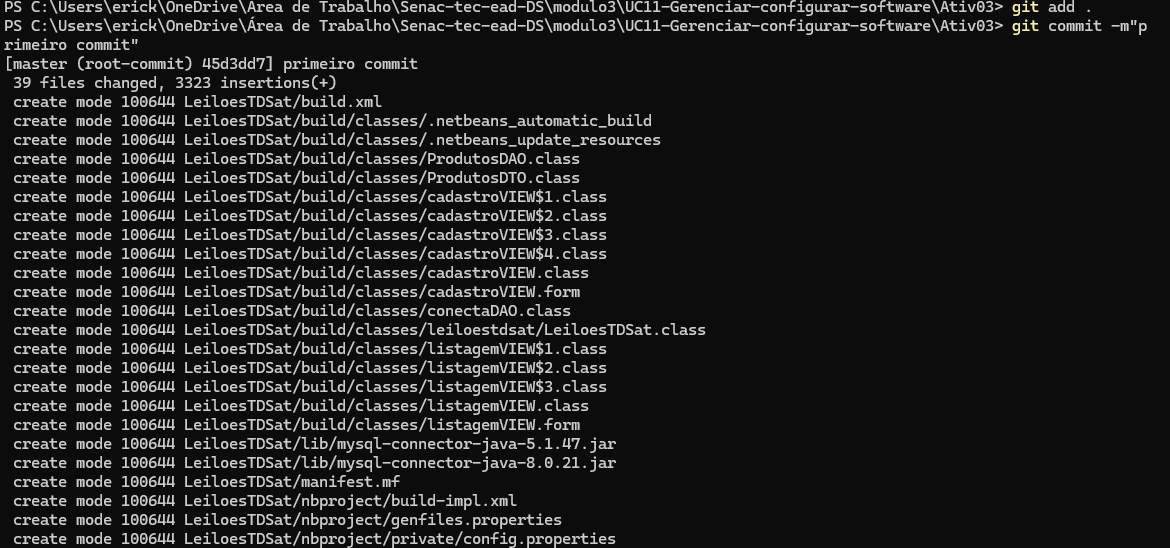 PS C:\Users\erick\OneDrive\Área de Trabalho\Senac-tec-ead-DS\modulo3\UC11-Gerenciar-configurar-software\Ativ03> git add .
PS C:\Users\erick\OneDrive\Área de Trabalho\Senac-tec-ead-DS\modulo3\UC11-Gerenciar-configurar-software\Ativ03> git commit -m"p
rimeiro commit"
[master (root-commit) 45d3dd7] primeiro commit
 39 files changed, 3323 insertions(+)
 create mode 100644 LeiloesTDSat/build.xml
 create mode 100644 LeiloesTDSat/build/classes/.netbeans_automatic_build
 create mode 100644 LeiloesTDSat/build/classes/.netbeans_update_resources
 create mode 100644 LeiloesTDSat/build/classes/ProdutosDAO.class
 create mode 100644 LeiloesTDSat/build/classes/ProdutosDTO.class
 create mode 100644 LeiloesTDSat/build/classes/cadastroVIEW$1.class
 create mode 100644 LeiloesTDSat/build/classes/cadastroVIEW$2.class
 create mode 100644 LeiloesTDSat/build/classes/cadastroVIEW$3.class
 create mode 100644 LeiloesTDSat/build/classes/cadastroVIEW$4.class
 create mode 100644 LeiloesTDSat/build/classes/cadastroVIEW.class
 create mode 100644 LeiloesTDSat/build/classes/cadastroVIEW.form
 create mode 100644 LeiloesTDSat/build/classes/conectaDAO.class
 create mode 100644 LeiloesTDSat/build/classes/leiloestdsat/LeiloesTDSat.class
 create mode 100644 LeiloesTDSat/build/classes/listagemVIEW$1.class
 create mode 100644 LeiloesTDSat/build/classes/listagemVIEW$2.class
 create mode 100644 LeiloesTDSat/build/classes/listagemVIEW$3.class
 create mode 100644 LeiloesTDSat/build/classes/listagemVIEW.class
 create mode 100644 LeiloesTDSat/build/classes/listagemVIEW.form
 create mode 100644 LeiloesTDSat/lib/mysql-connector-java-5.1.47.jar
 create mode 100644 LeiloesTDSat/lib/mysql-connector-java-8.0.21.jar
 create mode 100644 LeiloesTDSat/manifest.mf
 create mode 100644 LeiloesTDSat/nbproject/build-impl.xml
 create mode 100644 LeiloesTDSat/nbproject/genfiles.properties
 create mode 100644 LeiloesTDSat/nbproject/private/config.properties